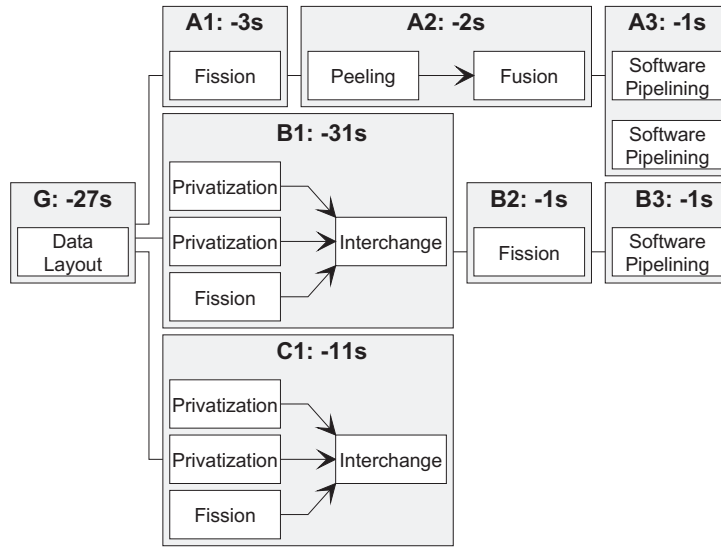 A1: -3s
Fission
A2: -2s
Peeling
Fusion
A3: -1s
Software
Pipelining
Software
Pipelining
G: -27s
Data
Layout
B1: -31s
Privatization
Privatization
Fission
Interchange
B2: -1s
Fission
B3: -1s
Software
Pipelining
C1: -11s
Privatization
Privatization
Fission
Interchange